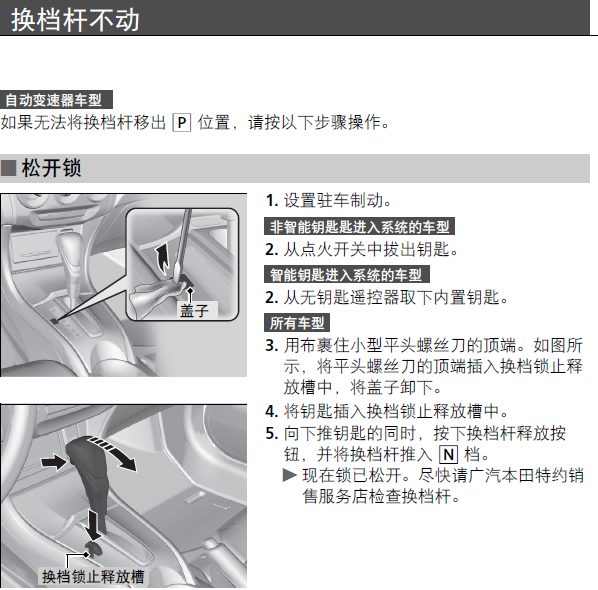 换档杆不动
自动变速器车型
如果无法将换档杆移出 P 位置，请按以下步骤操作。
■ 松开锁
盖子
换档锁止释放槽
1. 设置驻车制动。
非智能钥匙匙进入系统的车型
2. 从点火开关中拔出钥匙。
智能钥匙进入系统的车型
2. 从无钥匙遥控器取下内置钥匙。
所有车型
3. 用布裹住小型平头螺丝刀的顶端。如图所
示，将平头螺丝刀的顶端插入换档锁止释
放槽中，将盖子卸下。
4. 将钥匙插入换档锁止释放槽中。
5. 向下推钥匙的同时，按下换档杆释放按
钮，并将换档杆推入 N 档。
▶ 现在锁已松开。尽快请广汽本田特约销
售服务店检查换档杆。